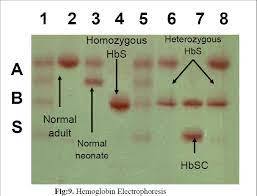 1 2 3 4 5 6 7 8
Homozygous
HbS
Heterozygous
HbS
A
B
S
Normal
adult
Normal
neonate
HbSC
Fig:9. Hemoglobin Electrophoresis